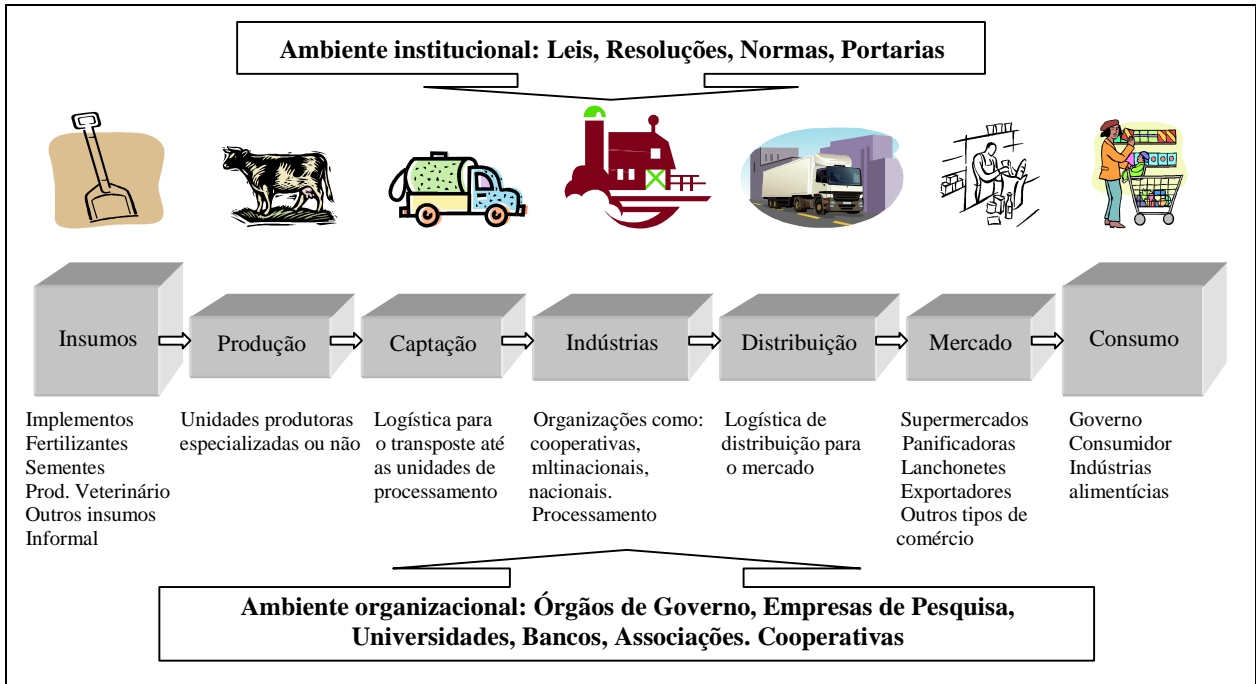 Ambiente institucional: Leis, Resoluções, Normas, Portarias
Insumos
Produção
Captação
Indústrias
Distribuição
Mercado
Consumo
Implementos
Fertilizantes
Sementes
Prod. Veterinário
Outros insumos
Informal
Unidades produtoras
especializadas ou não
Logística para
o transposte até
as unidades de
processamento
Organizações como:
cooperativas,
mltinacionais,
nacionais.
Processamento
Logística de
distribuição para
o mercado
Supermercados
Panificadoras
Lanchonetes
Exportadores
Outros tipos de
comércio
Governo
Consumidor
Indústrias
alimentícias
Ambiente organizacional: Órgãos de Governo, Empresas de Pesquisa,
Universidades, Bancos, Associações. Cooperativas